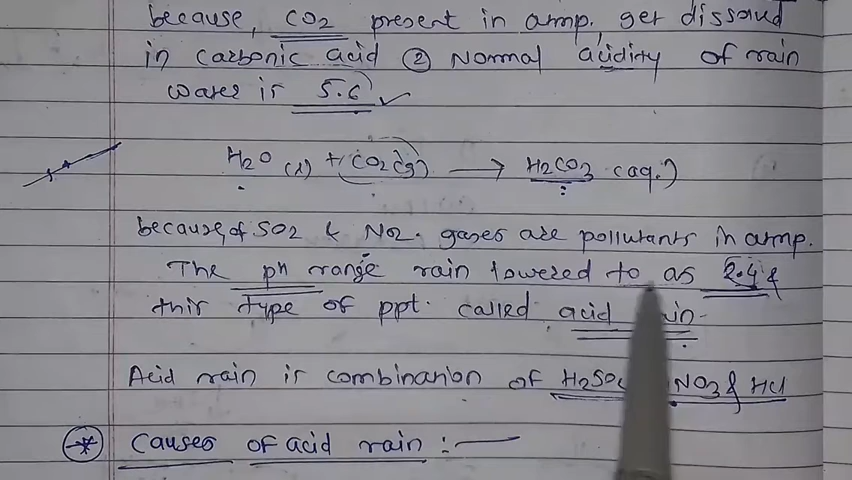 because, CO2 present in atmp. get dissolud
in carbonic acid ② Normal acidity of rain
water is 5.6
H2O (l) + CO2(g) → H2CO3 (aq.)
because, of SO2 & NO2. gases are pollutants in atmp.
The pH range rain lowered to as 2.4 &
this type of ppt. called acid rain-
Acid rain is combination of H2SO4 NO3 & HCl
* Causes of acid rain :-